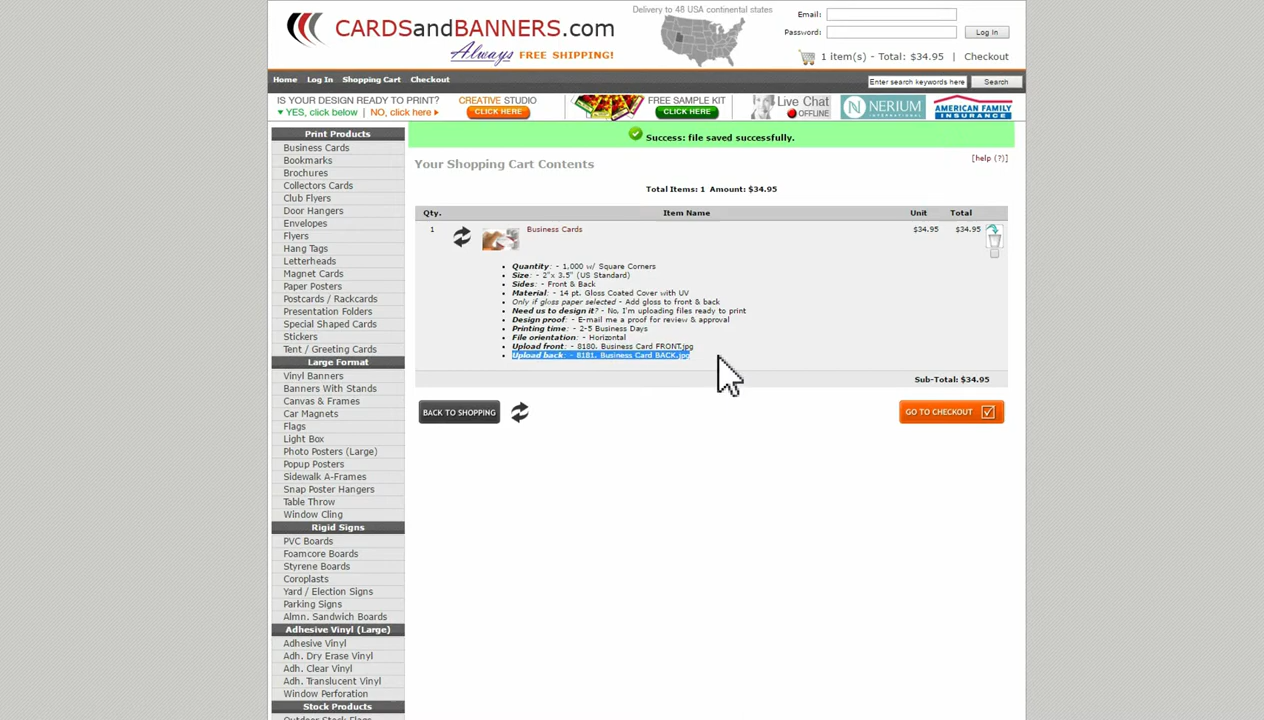 CARDSandBANNERS.com
Always FREE SHIPPING!
Delivery to 48 USA continental states
Email:
Password:
Log In
1 item(s) - Total: $34.95 | Checkout
Home Log In Shopping Cart Checkout
Enter search keywords here
Search
IS YOUR DESIGN READY TO PRINT?
YES, click below | NO, click here
CREATIVE STUDIO
CLICK HERE
FREE SAMPLE KIT
CLICK HERE
Live Chat
OFFLINE
N NERIUM
INTERNATIONAL
AMERICAN FAMILY
INSURANCE
Print Products
Business Cards
Bookmarks
Brochures
Collectors Cards
Club Flyers
Door Hangers
Envelopes
Flyers
Hang Tags
Letterheads
Magnet Cards
Paper Posters
Postcards / Rackcards
Presentation Folders
Special Shaped Cards
Stickers
Tent / Greeting Cards
Large Format
Vinyl Banners
Banners With Stands
Canvas & Frames
Car Magnets
Flags
Light Box
Photo Posters (Large)
Popup Posters
Sidewalk A-Frames
Snap Poster Hangers
Table Throw
Window Cling
Rigid Signs
PVC Boards
Foamcore Boards
Styrene Boards
Coroplasts
Yard / Election Signs
Parking Signs
Almn. Sandwich Boards
Adhesive Vinyl (Large)
Adhesive Vinyl
Adh. Dry Erase Vinyl
Adh. Clear Vinyl
Adh. Translucent Vinyl
Window Perforation
Stock Products
Outdoor Stock Flags
Success: file saved successfully.
Your Shopping Cart Contents
[help (?)]
Total Items: 1 Amount: $34.95
Qty. Item Name Unit Total
1 Business Cards $34.95 $34.95
Quantity: - 1,000 w/ Square Corners
Size: - 2"x 3.5" (US Standard)
Sides: - Front & Back
Material: - 14 pt. Gloss Coated Cover with UV
Only if gloss paper selected - Add gloss to front & back
Need us to design it? - No, I'm uploading files ready to print
Design proof: - E-mail me a proof for review & approval
Printing time: - 2-5 Business Days
File orientation: - Horizontal
Upload front: - 8180. Business Card FRONT.jpg
Upload back: - 8181. Business Card BACK.jpg
Sub-Total: $34.95
BACK TO SHOPPING
GO TO CHECKOUT